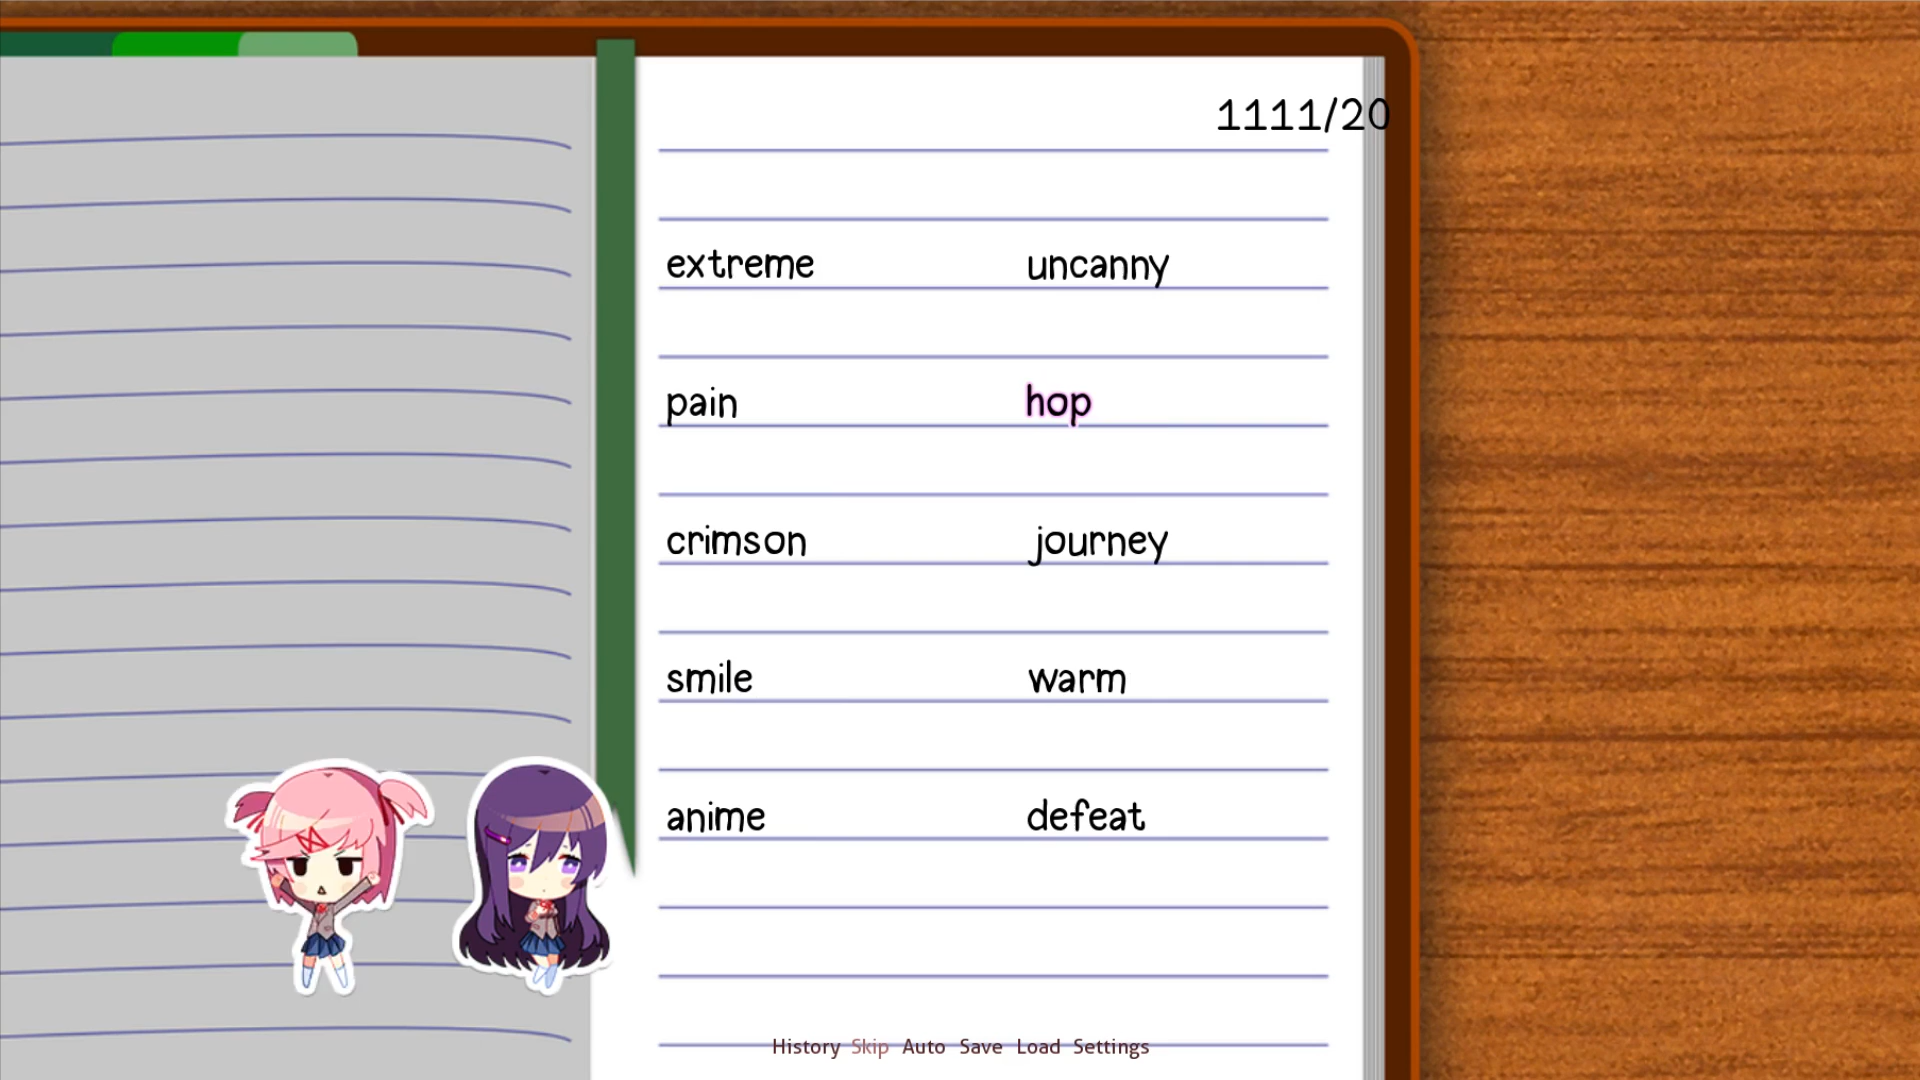 1111/20
extreme uncanny
pain hop
crimson journey
smile warm
anime defeat
History Skip Auto Save Load Settings